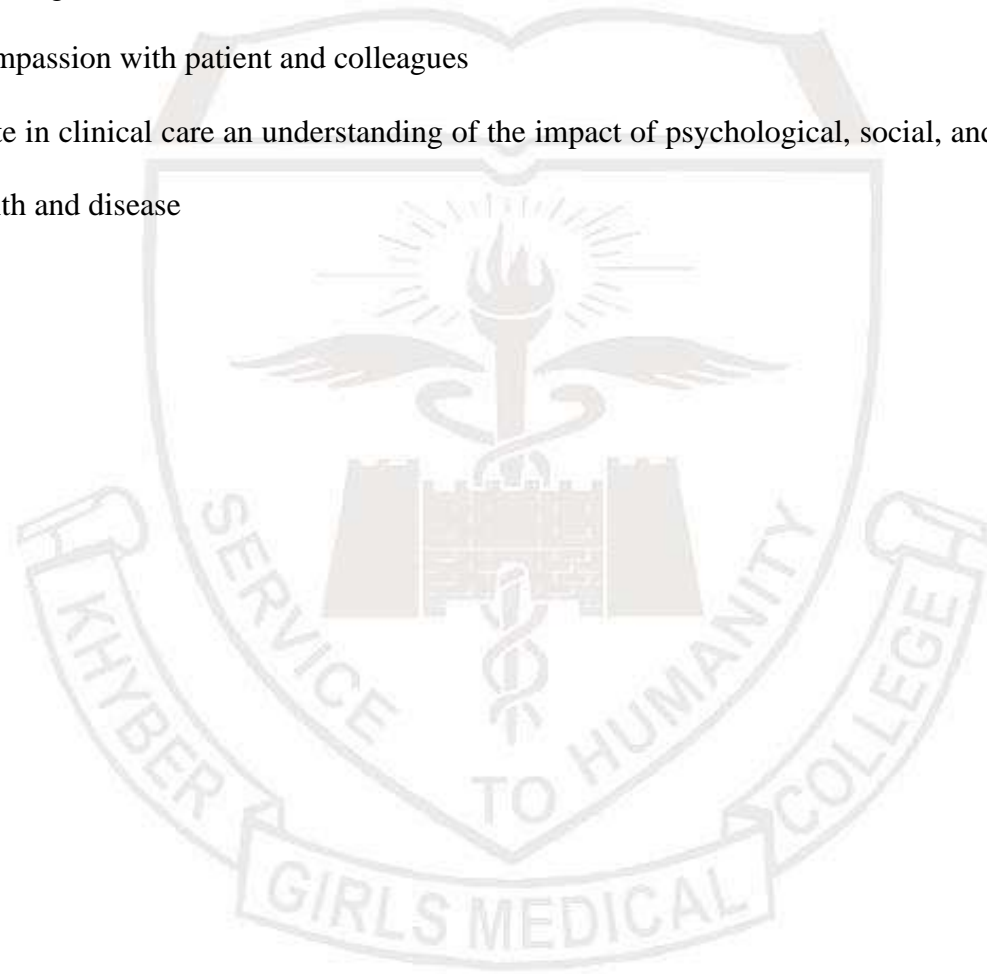 mpassion with patient and colleagues
te in clinical care an understanding of the impact of psychological, social, and
lth and disease
SERVICE
TO
HUMANITY
KHYBER
GIRLS MEDICAL
COLLEGE